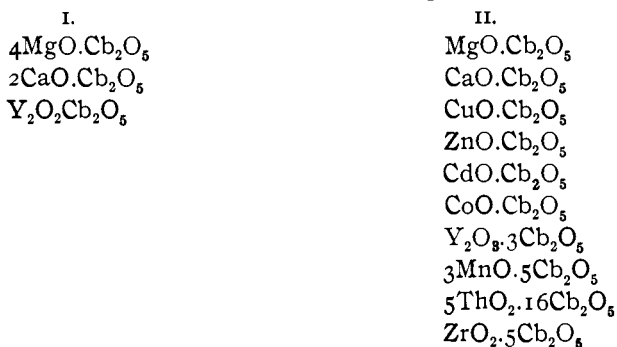 I.
4MgO.Cb₂O₅
2CaO.Cb₂O₅
Y₂O₂Cb₂O₅
II.
MgO.Cb₂O₅
CaO.Cb₂O₅
CuO.Cb₂O₅
ZnO.Cb₂O₅
CdO.Cb₂O₅
CoO.Cb₂O₅
Y₂O₃.3Cb₂O₅
3MnO.5Cb₂O₅
5ThO₂.16Cb₂O₅
ZrO₂.5Cb₂O₅